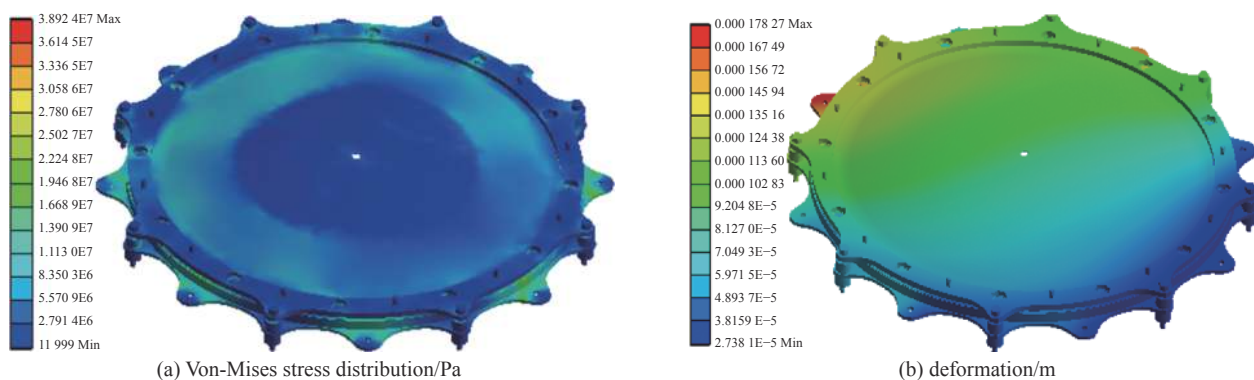 3.892 4E7 Max
3.614 5E7
3.336 5E7
3.058 6E7
2.780 6E7
2.502 7E7
2.224 8E7
1.946 8E7
1.668 9E7
1.390 9E7
1.113 0E7
8.350 3E6
5.570 9E6
2.791 4E6
11 999 Min
(a) Von-Mises stress distribution/Pa
0.000 178 27 Max
0.000 167 49
0.000 156 72
0.000 145 94
0.000 135 16
0.000 124 38
0.000 113 60
0.000 102 83
9.204 8E−5
8.127 0E−5
7.049 3E−5
5.971 5E−5
4.893 7E−5
3.8159 E−5
2.738 1E−5 Min
(b) deformation/m